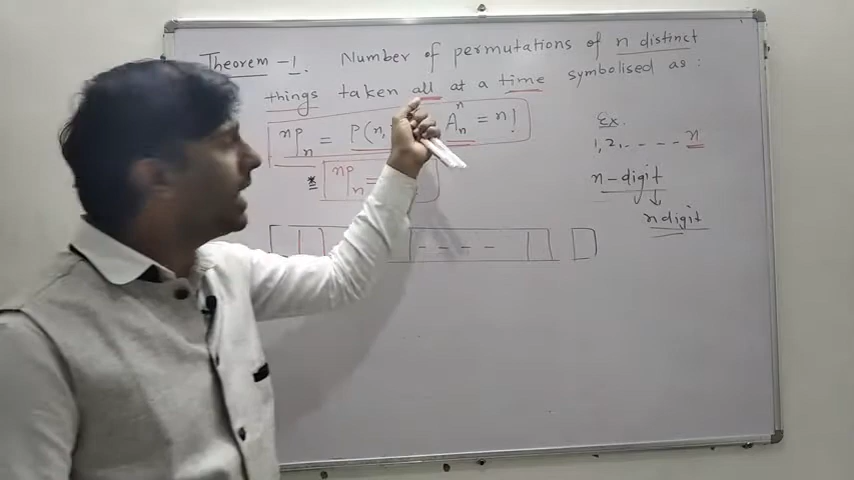 Theorem - 1. Number of permutations of n distinct
things taken all at a time symbolised as :
ⁿPₙ = P(n, Aₙⁿ = n!
* ⁿPₙ =
Ex.
1, 2, - - - - n
n - digit
n digit